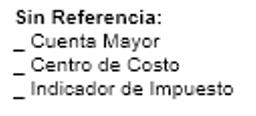 Sin Referencia:
_ Cuenta Mayor
_ Centro de Costo
_ Indicador de Impuesto